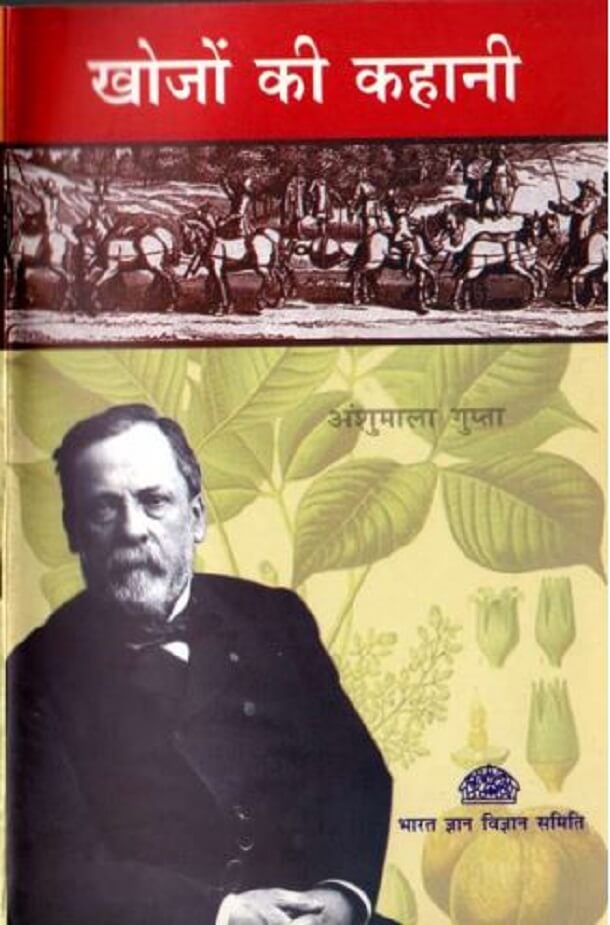 खोजों की कहानी
अंशुमाला गुप्ता
भारत ज्ञान विज्ञान समिति